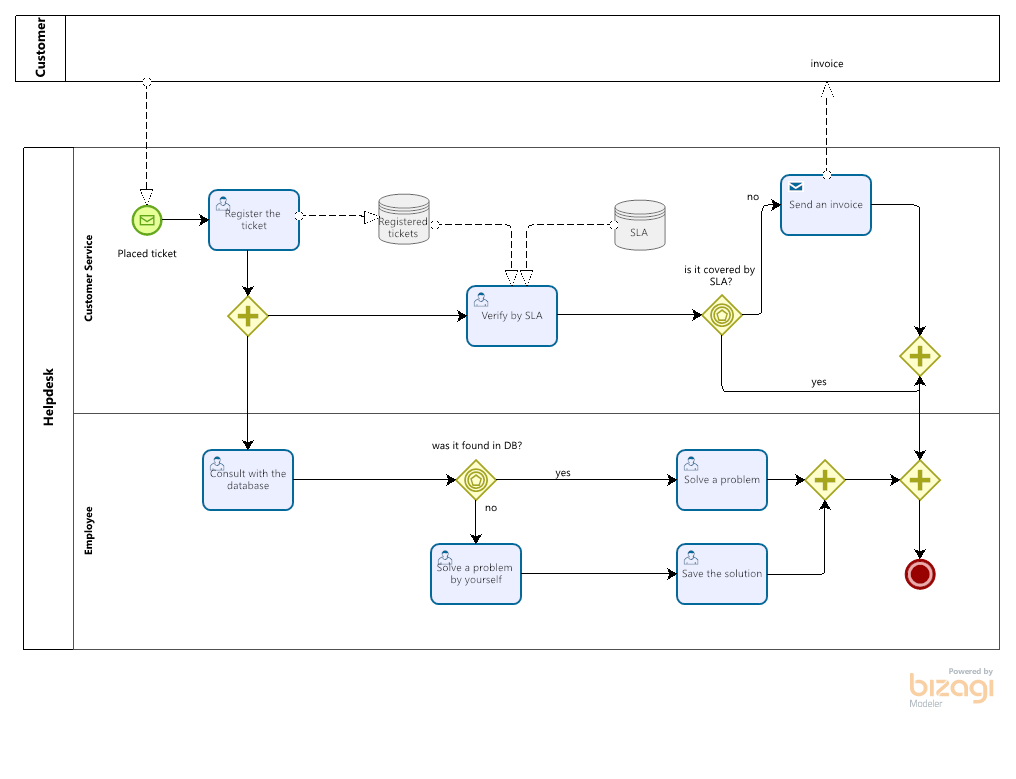 Customer
invoice
Helpdesk
Customer Service
Placed ticket
Register the
ticket
Registered
tickets
SLA
no
Send an invoice
is it covered by
SLA?
Verify by SLA
yes
Employee
was it found in DB?
Consult with the
database
yes
Solve a problem
no
Solve a problem
by yourself
Save the solution
Powered by
bizagi
Modeler